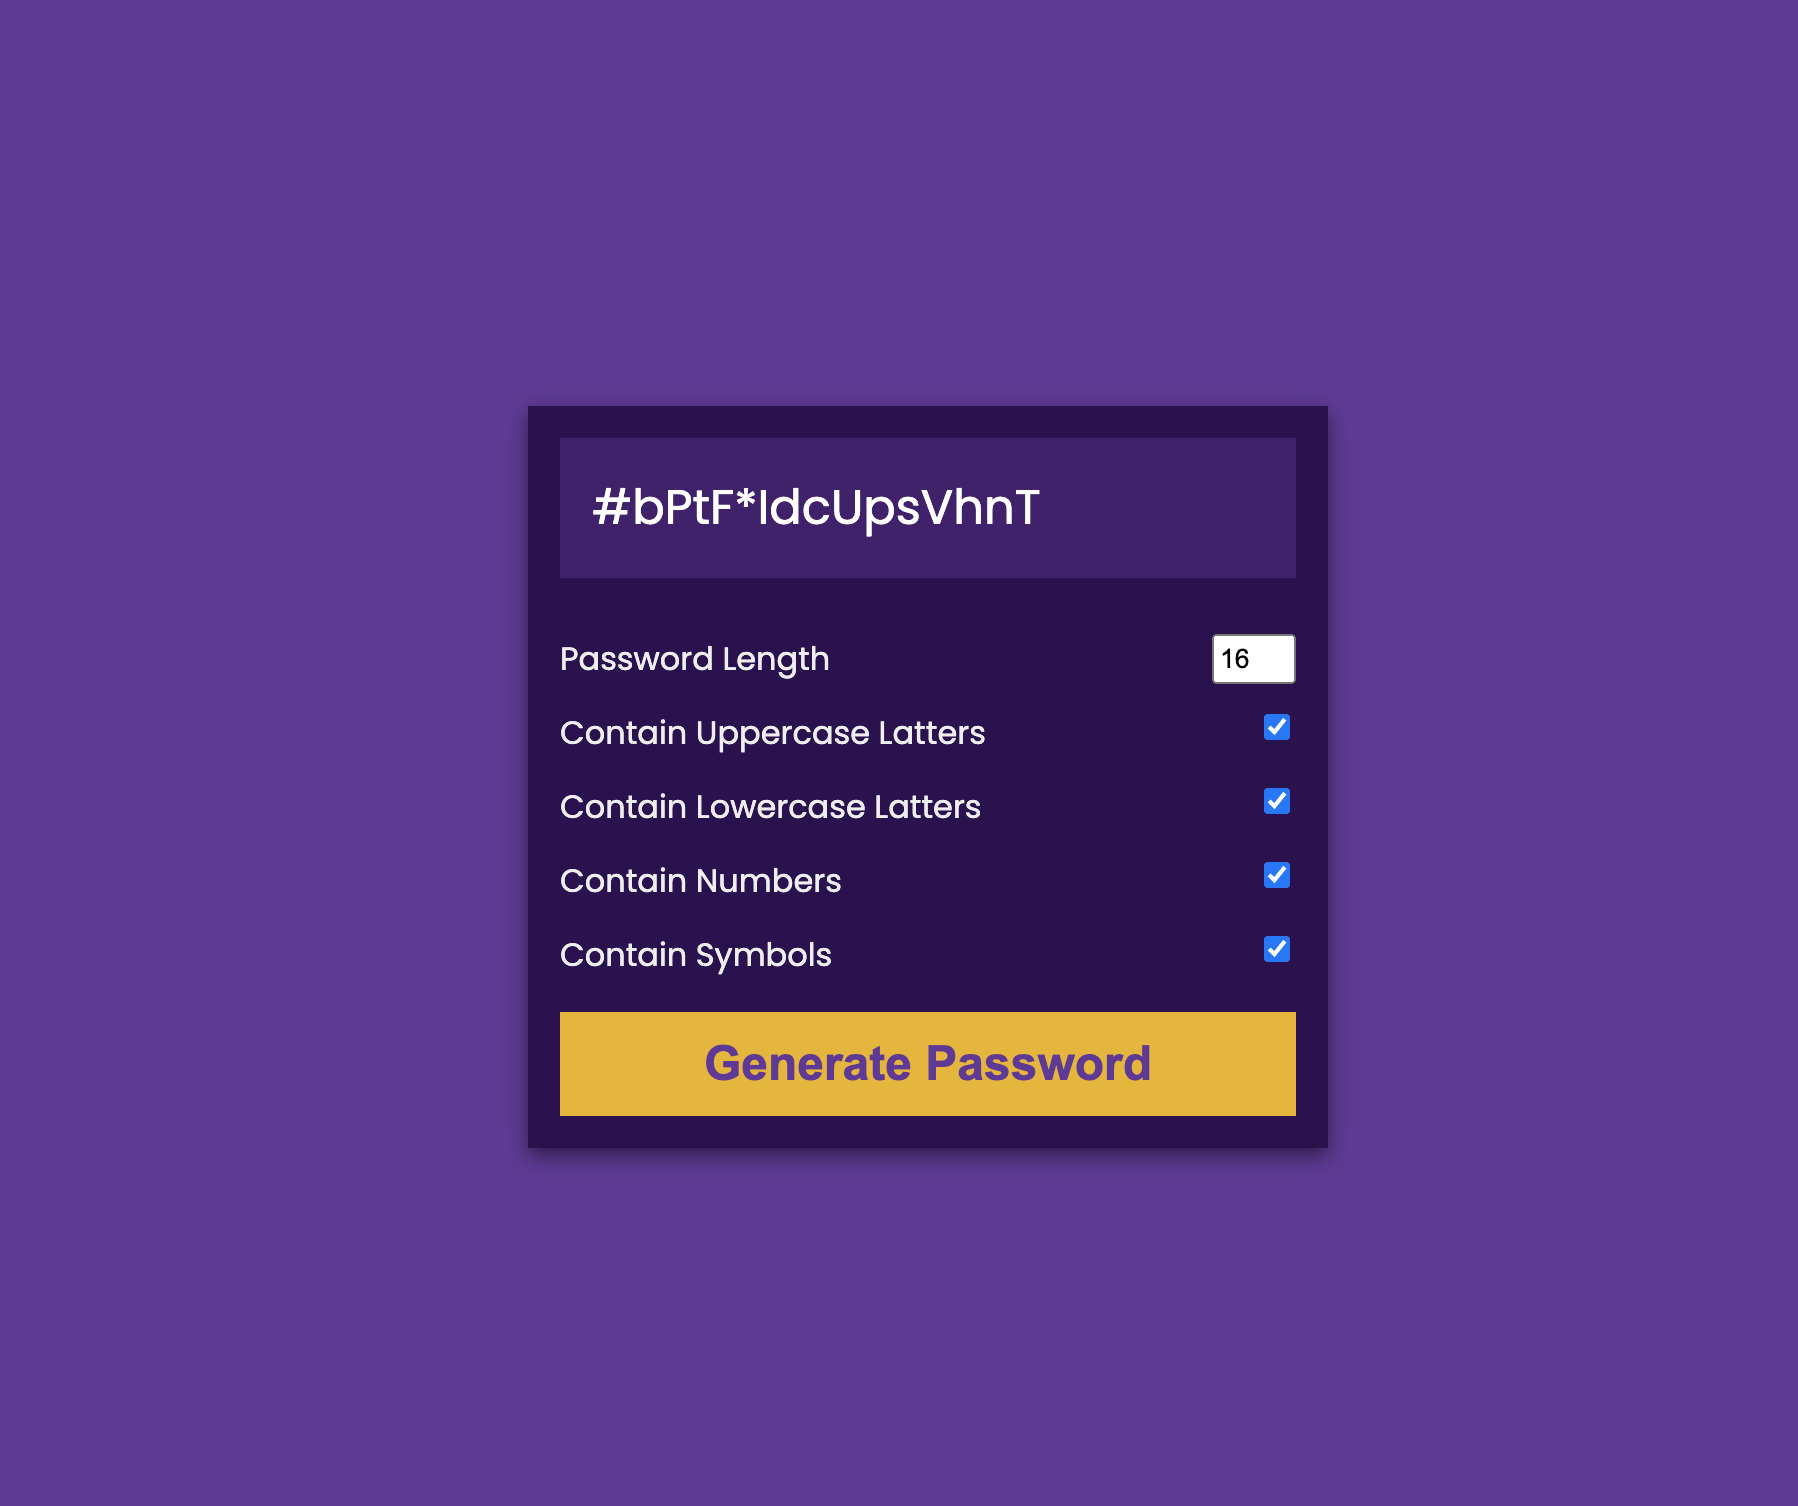 #bPtF*IdcUpsVhnT
Password Length
16
Contain Uppercase Latters
Contain Lowercase Latters
Contain Numbers
Contain Symbols
Generate Password